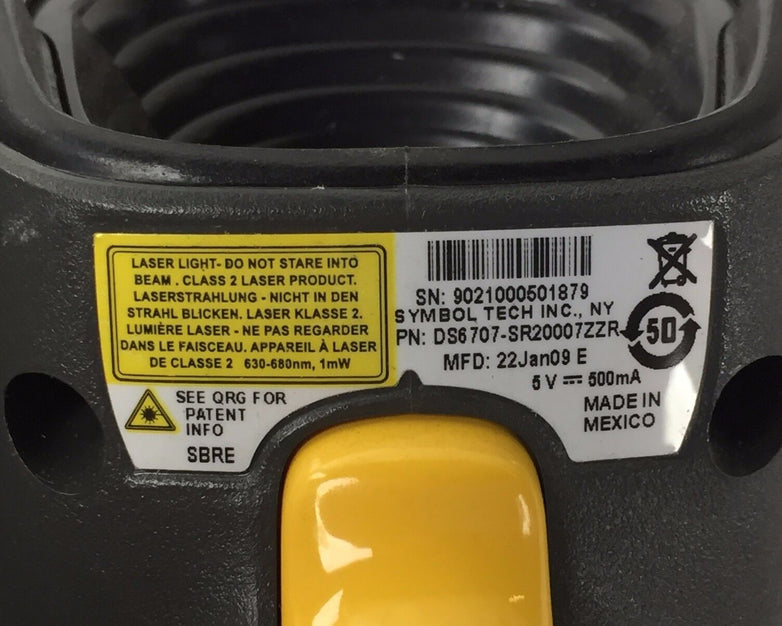 LASER LIGHT- DO NOT STARE INTO
BEAM . CLASS 2 LASER PRODUCT.
LASERSTRAHLUNG - NICHT IN DEN
STRAHL BLICKEN. LASER KLASSE 2.
LUMIÈRE LASER - NE PAS REGARDER
DANS LE FAISCEAU. APPAREIL À LASER
DE CLASSE 2 630-680nm, 1mW
SEE QRG FOR
PATENT
INFO
SBRE
SN: 9021000501879
SYMBOL TECH INC., NY
PN: DS6707-SR20007ZZR
MFD: 22Jan09 E
5 V ⎓ 500mA
MADE IN
MEXICO
50